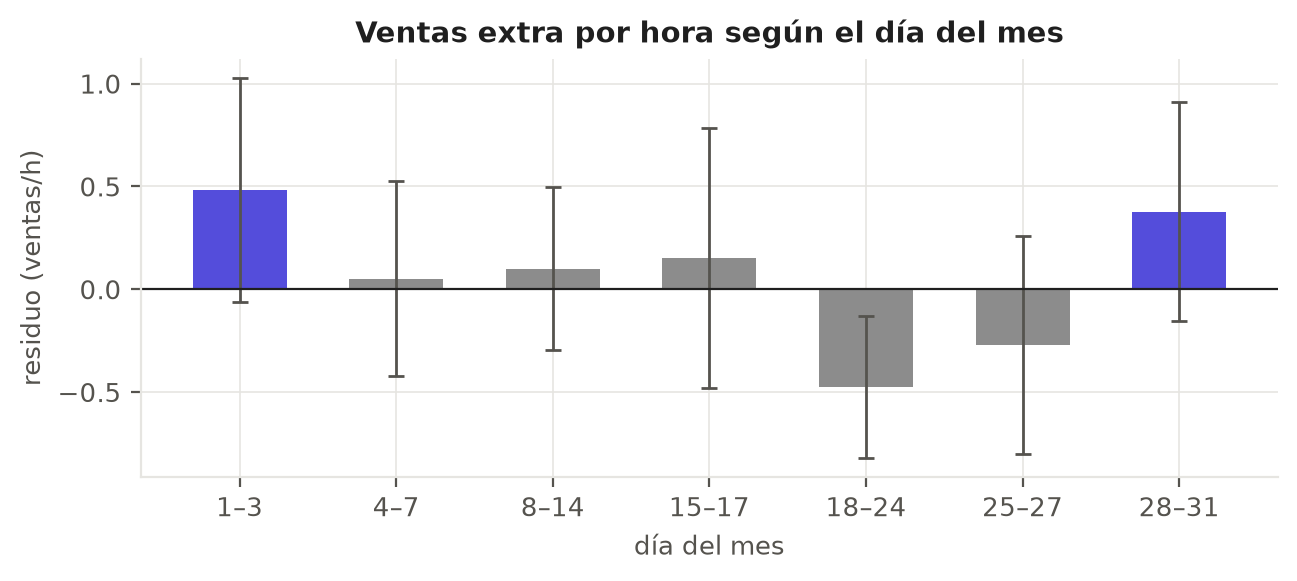 Ventas extra por hora según el día del mes
residuo (ventas/h)
1.0
0.5
0.0
−0.5
1–3 4–7 8–14 15–17 18–24 25–27 28–31
día del mes